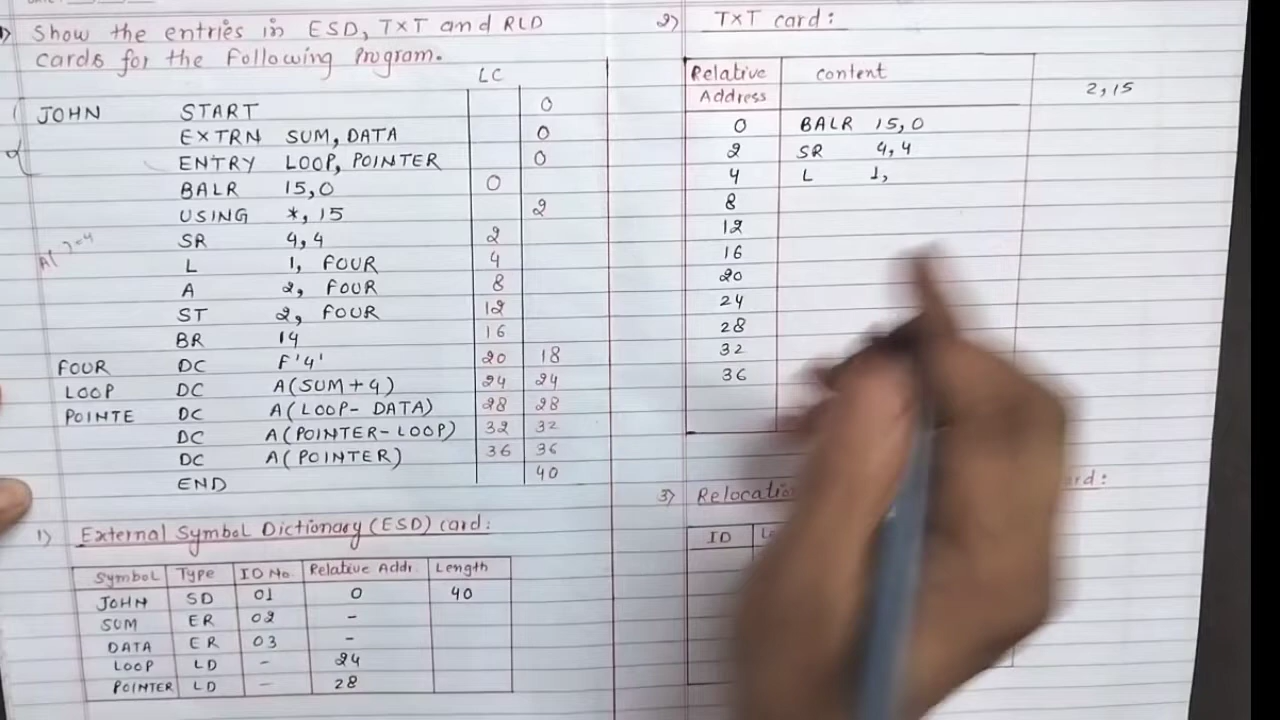 1) Show the entries in ESD, TXT and RLD
cards for the Following Program.
LC
JOHN START 0
EXTRN SUM, DATA 0
ENTRY LOOP, POINTER 0
BALR 15,0 0
USING *, 15 2
SR 4,4 2
L 1, FOUR 4
A 2, FOUR 8
ST 2, FOUR 12
BR 14 16
FOUR DC F'4' 20 18
LOOP DC A(SUM+4) 24 24
POINTE DC A(LOOP- DATA) 28 28
DC A(POINTER-LOOP) 32 32
DC A(POINTER) 36 36
END 40
1) External Symbol Dictionary (ESD) card:
Symbol Type ID No. Relative Addr. Length
JOHN SD 01 0 40
SUM ER 02 -
DATA ER 03 -
LOOP LD - 24
POINTER LD - 28
2) TXT card:
Relative Address content
2,15
0 BALR 15,0
2 SR 4,4
4 L 1,
8
12
16
20
24
28
32
36
3) Relocatio
ID